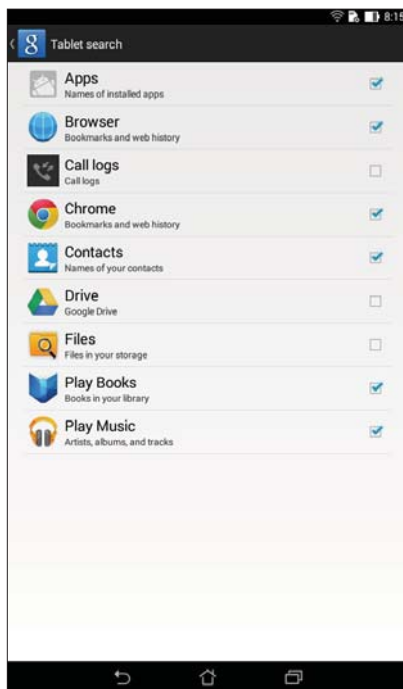 8:15
8 Tablet search
Apps
Names of installed apps
Browser
Bookmarks and web history
Call logs
Call logs
Chrome
Bookmarks and web history
Contacts
Names of your contacts
Drive
Google Drive
Files
Files in your storage
Play Books
Books in your library
Play Music
Artists, albums, and tracks